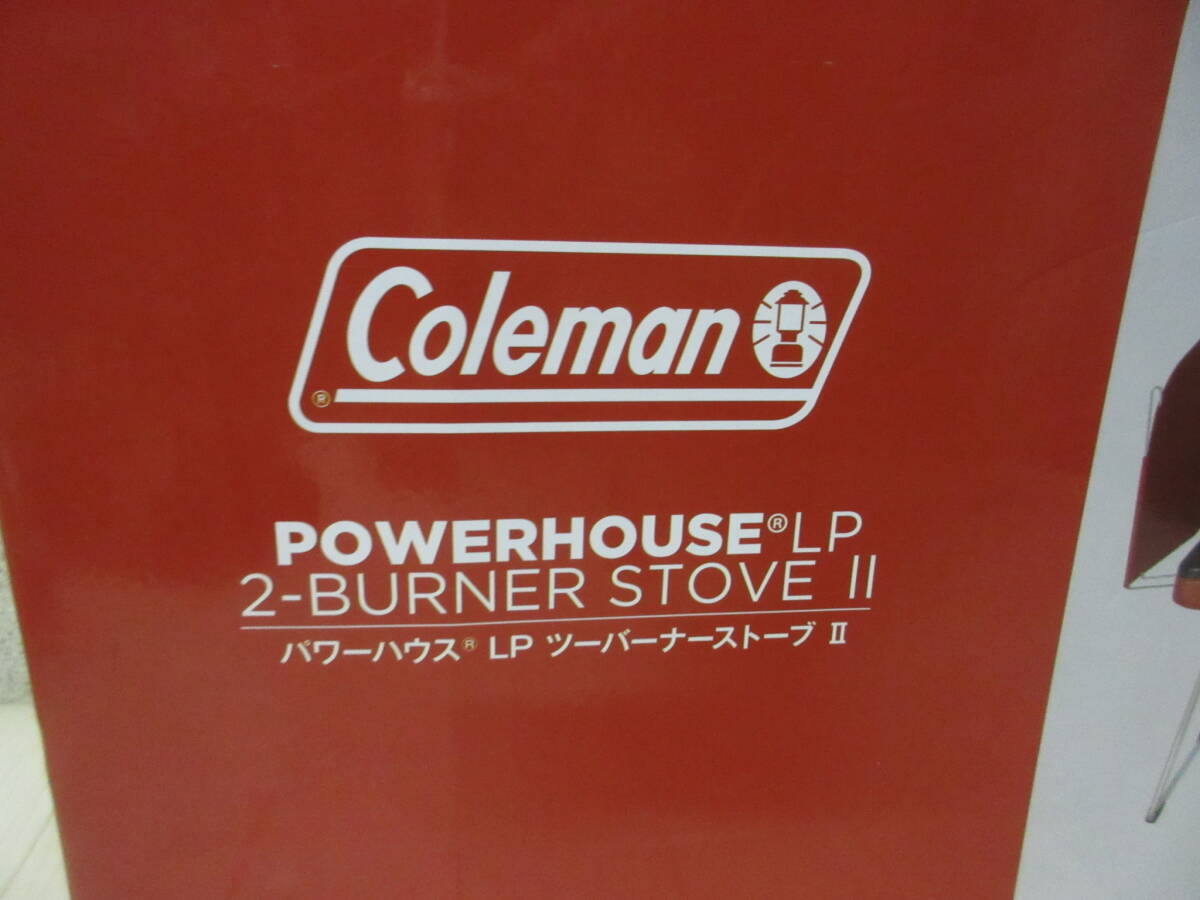 Coleman
®
POWERHOUSE® LP
2-BURNER STOVE II
パワーハウス® LP ツーバーナーストーブ Ⅱ